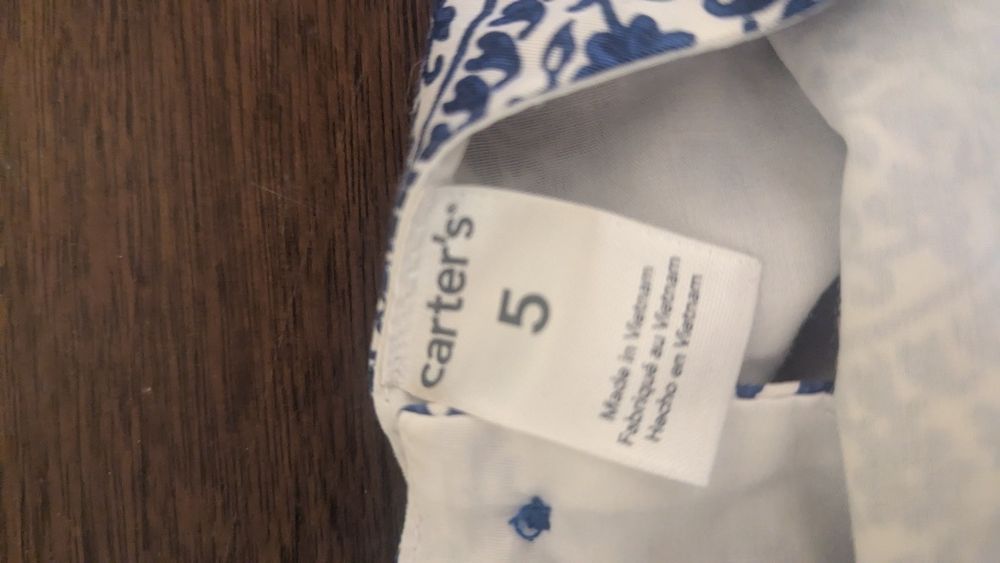 carter's®
5
Made in Vietnam
Fabriqué au Vietnam
Hecho en Vietnam